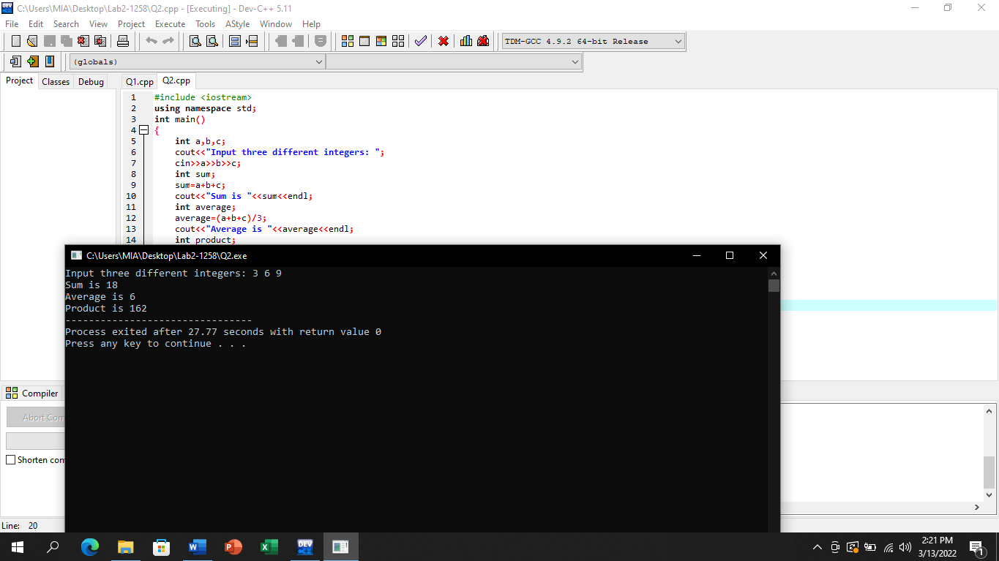 C:\Users\MIA\Desktop\Lab2-1258\Q2.cpp - [Executing] - Dev-C++ 5.11
File Edit Search View Project Execute Tools AStyle Window Help
TDM-GCC 4.9.2 64-bit Release
(globals)
Project Classes Debug Q1.cpp Q2.cpp
1 #include <iostream>
2 using namespace std;
3 int main()
4 {
5 int a,b,c;
6 cout<<"Input three different integers: ";
7 cin>>a>>b>>c;
8 int sum;
9 sum=a+b+c;
10 cout<<"Sum is "<<sum<<endl;
11 int average;
12 average=(a+b+c)/3;
13 cout<<"Average is "<<average<<endl;
14 int product;
C:\Users\MIA\Desktop\Lab2-1258\Q2.exe
Input three different integers: 3 6 9
Sum is 18
Average is 6
Product is 162
--------------------------------
Process exited after 27.77 seconds with return value 0
Press any key to continue . . .
Compiler
Abort Com
Shorten com
Line: 20
2:21 PM
3/13/2022
1